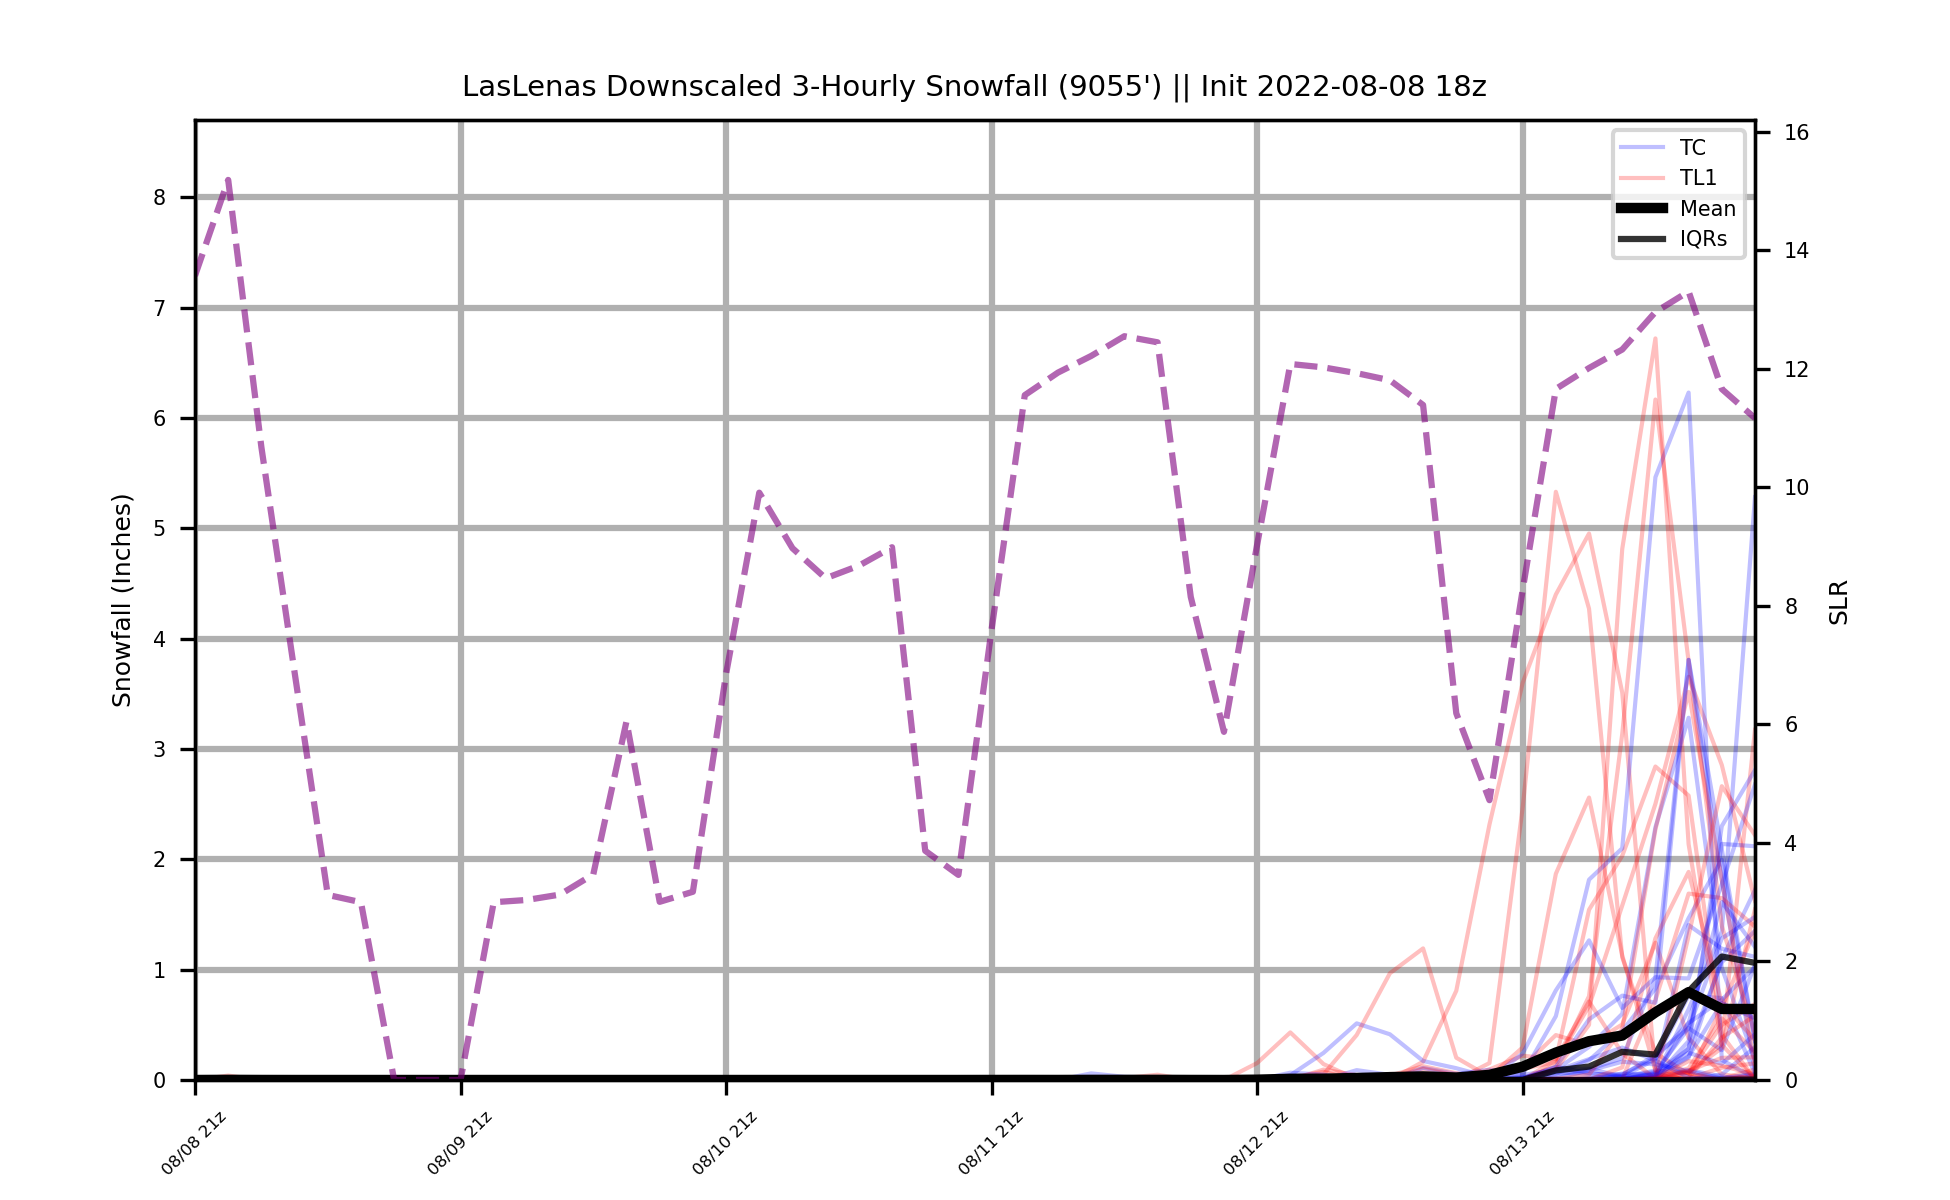 LasLenas Downscaled 3-Hourly Snowfall (9055') || Init 2022-08-08 18z
TC
TL1
Mean
IQRs
Snowfall (Inches)
8
7
6
5
4
3
2
1
0
16
14
12
10
8
6
4
2
0
SLR
08/08 21z
08/09 21z
08/10 21z
08/11 21z
08/12 21z
08/13 21z